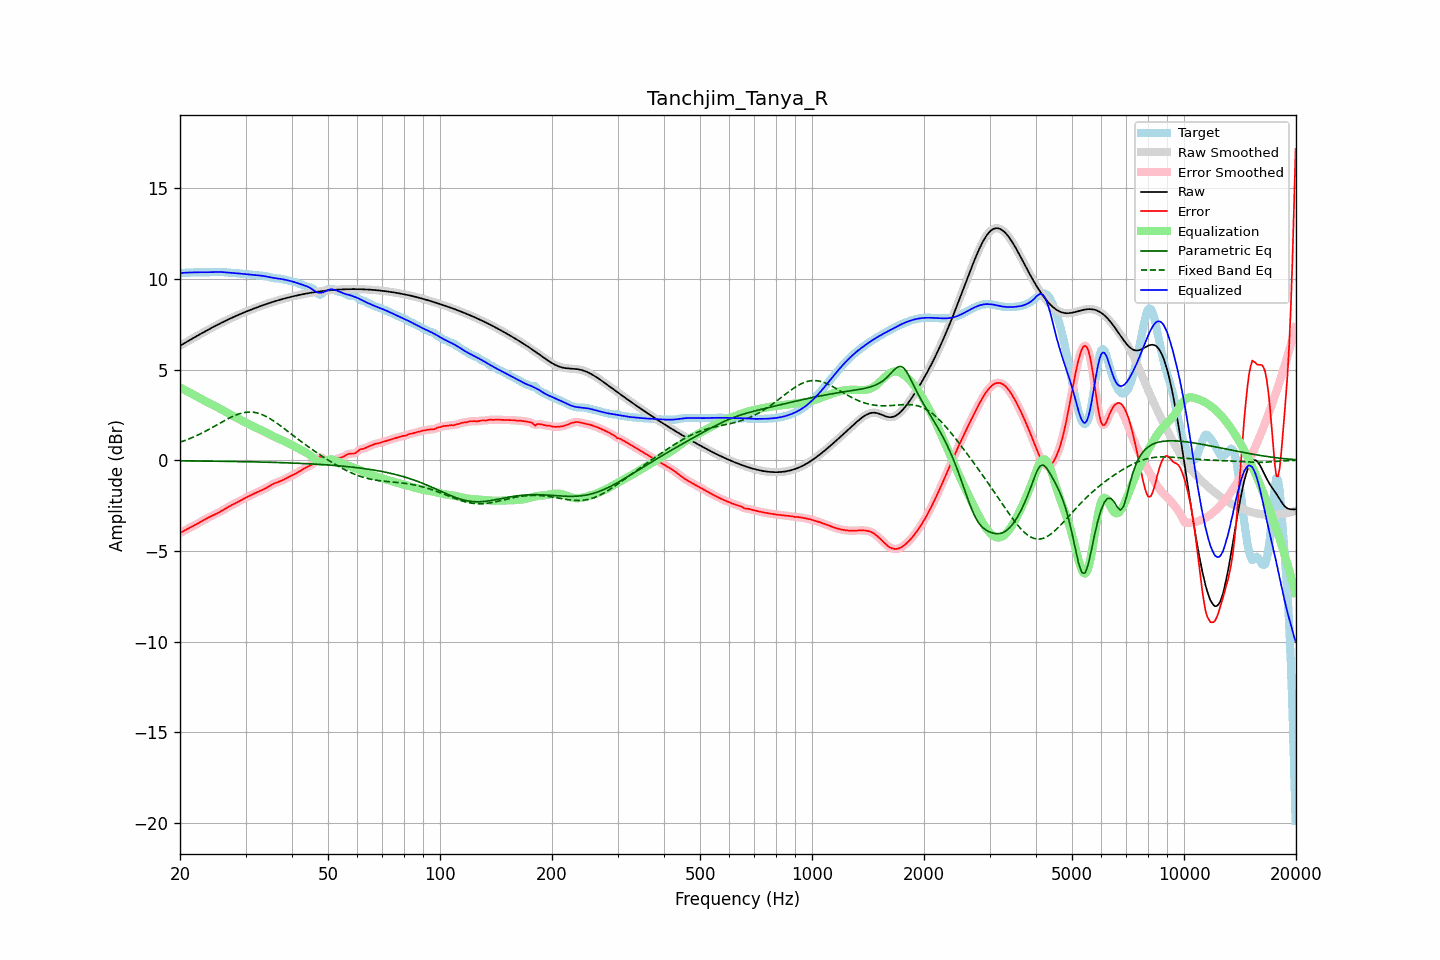 Tanchjim_Tanya_R
Amplitude (dBr)
15
10
5
0
−5
−10
−15
−20
Target
Raw Smoothed
Error Smoothed
Raw
Error
Equalization
Parametric Eq
Fixed Band Eq
Equalized
20
50
100
200
500
1000
2000
5000
10000
20000
Frequency (Hz)